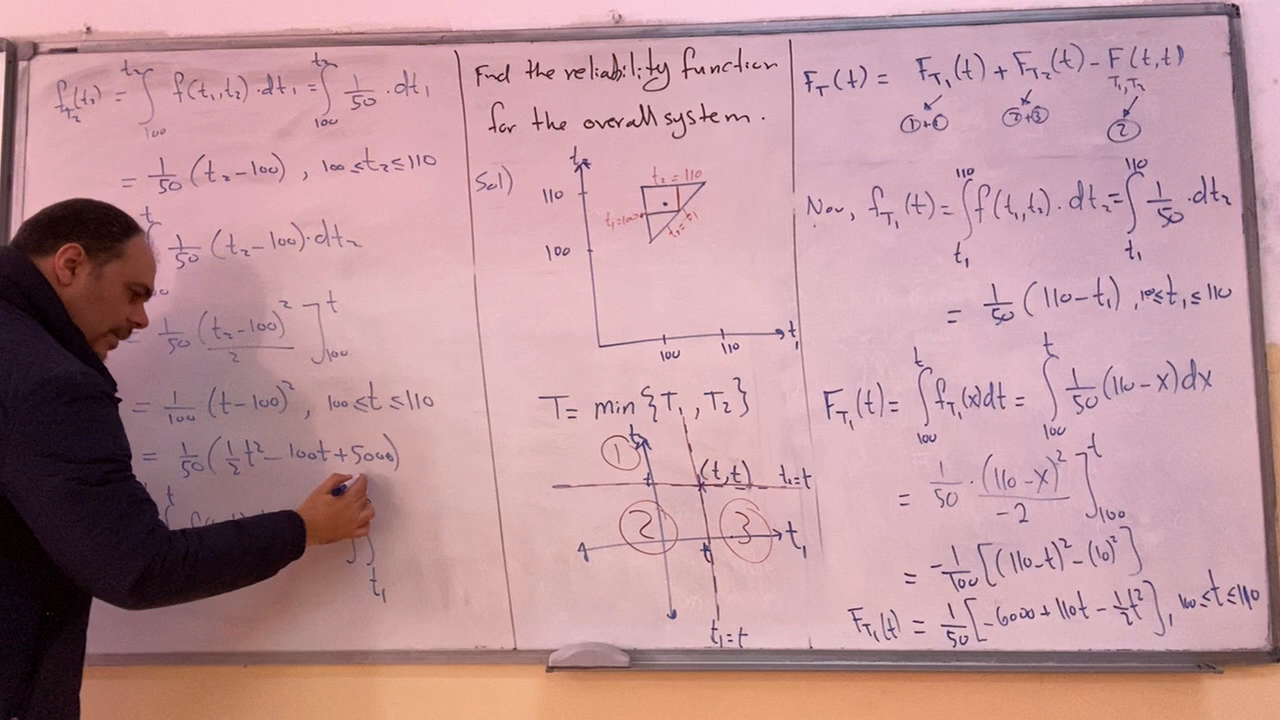 f_{T_2}(t_2) = ∫_{100}^{t_2} f(t_1,t_2)·dt_1 = ∫_{100}^{t_2} 1/50 · dt_1
= 1/50 (t_2-100) , 100≤t_2≤110
1/50 (t_2-100)·dt_2
= 1/50 (t_2-100)^2/2 ]_{100}^{t}
= 1/100 (t-100)^2 , 100≤t≤110
= 1/50 (1/2 t^2 - 100t + 5000)
t
t_1
Find the reliability function
for the overall system.
Sol)
t_2
110
100
t_2 = 110
100
110
t_1
T = min {T_1 , T_2}
1
(t,t)
t_2=t
2
3
t_1
t_1=t
F_T(t) = F_{T_1}(t) + F_{T_2}(t) - F_{T_1,T_2}(t,t)
2+3
2
Now, f_{T_1}(t) = ∫_{t_1}^{110} f(t_1,t_2)·dt_2 = ∫_{t_1}^{110} 1/50 · dt_2
= 1/50 (110-t_1) , 100≤t_1≤110
F_{T_1}(t) = ∫_{100}^{t} f_{T_1}(x)dt = ∫_{100}^{t} 1/50 (110-x)dx
= 1/50 · (110-x)^2/-2 ]_{100}^{t}
= -1/100 [(110-t)^2 - (10)^2]
F_{T_1}(t) = 1/50 [-6000 + 110t - 1/2 t^2] , 100≤t≤110